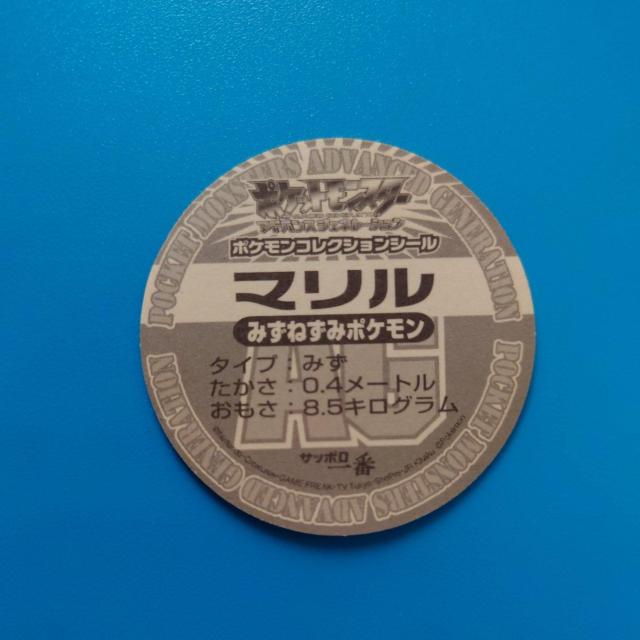 POCKET MONSTERS ADVANCED GENERATION
ポケットモンスター
アドバンスジェネレーション
ポケモンコレクションシール
マリル
みずねずみポケモン
AG
タイプ：みず
たかさ：0.4メートル
おもさ：8.5キログラム
サッポロ
一番
POCKET MONSTERS ADVANCED GENERATION